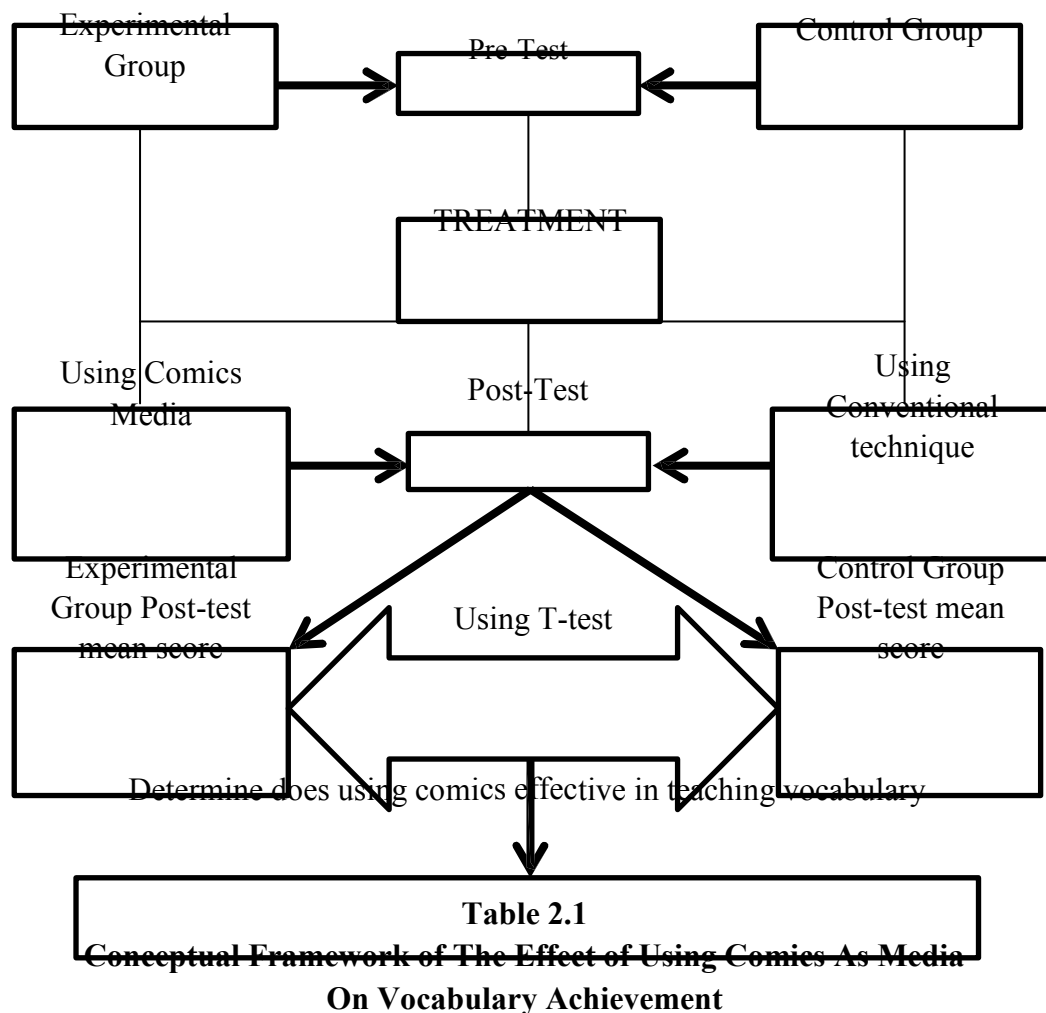 Experimental
Group
Pre-Test
Control Group
TREATMENT
Using Comics
Media
Post-Test
Using
Conventional
technique
Experimental
Group Post-test
mean score
Using T-test
Control Group
Post-test mean
score
Determine does using comics effective in teaching vocabulary
Table 2.1
Conceptual Framework of The Effect of Using Comics As Media
On Vocabulary Achievement